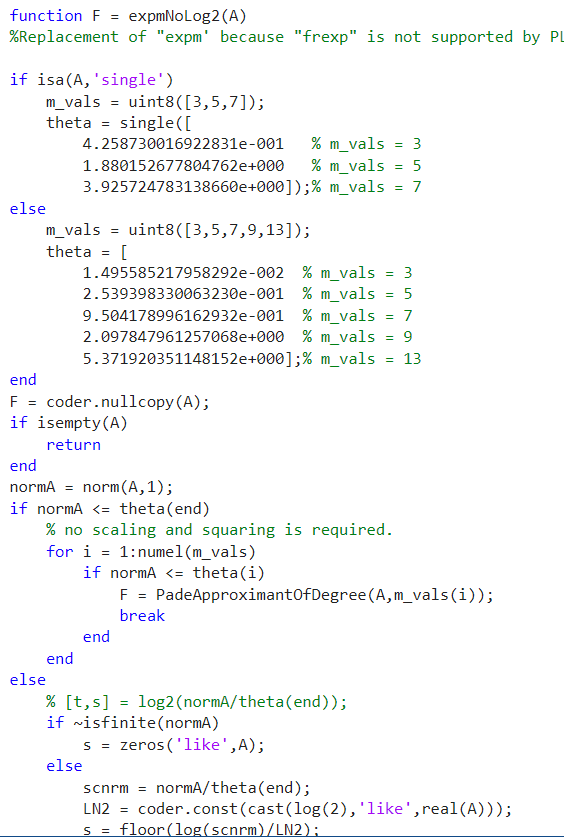 function F = expmNoLog2(A)
%Replacement of "expm' because "frexp" is not supported by
if isa(A,'single')
    m_vals = uint8([3,5,7]);
    theta = single([
        4.258730016922831e-001   % m_vals = 3
        1.880152677804762e+000   % m_vals = 5
        3.925724783138660e+000]);% m_vals = 7
else
    m_vals = uint8([3,5,7,9,13]);
    theta = [
        1.495585217958292e-002  % m_vals = 3
        2.539398330063230e-001  % m_vals = 5
        9.504178996162932e-001  % m_vals = 7
        2.097847961257068e+000  % m_vals = 9
        5.371920351148152e+000];% m_vals = 13
end
F = coder.nullcopy(A);
if isempty(A)
    return
end
normA = norm(A,1);
if normA <= theta(end)
    % no scaling and squaring is required.
    for i = 1:numel(m_vals)
        if normA <= theta(i)
            F = PadeApproximantOfDegree(A,m_vals(i));
            break
        end
    end
else
    % [t,s] = log2(normA/theta(end));
    if ~isfinite(normA)
        s = zeros('like',A);
    else
        scnrm = normA/theta(end);
        LN2 = coder.const(cast(log(2),'like',real(A)));
        s = floor(log(scnrm)/LN2);